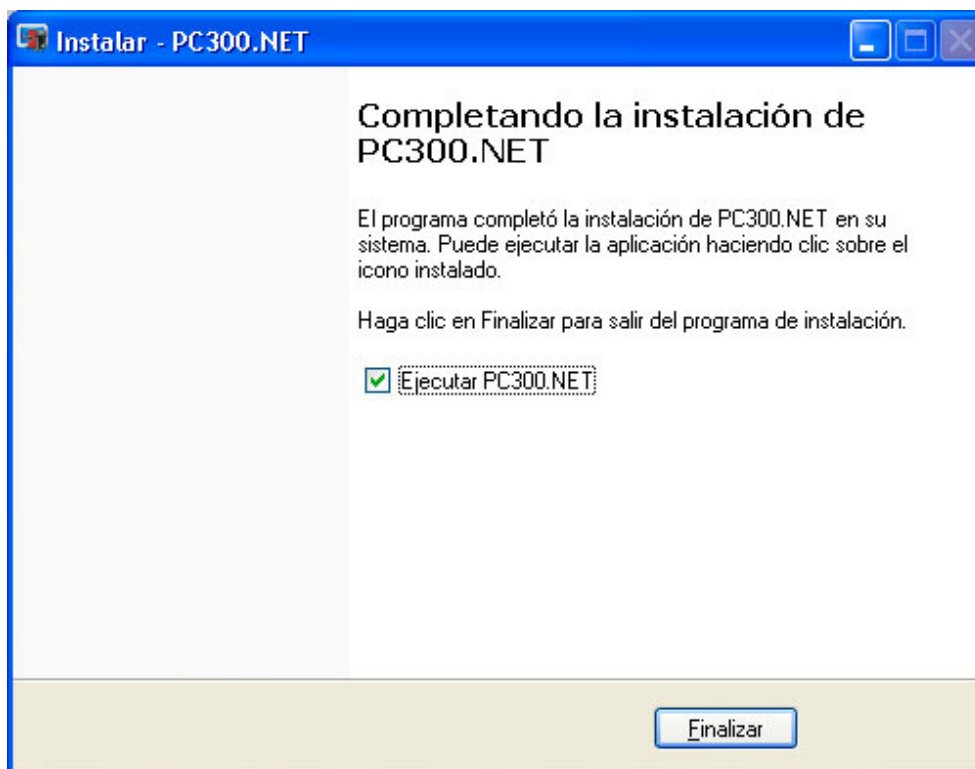 Instalar - PC300.NET
Completando la instalación de
PC300.NET
El programa completó la instalación de PC300.NET en su
sistema. Puede ejecutar la aplicación haciendo clic sobre el
icono instalado.
Haga clic en Finalizar para salir del programa de instalación.
Ejecutar PC300.NET
Finalizar